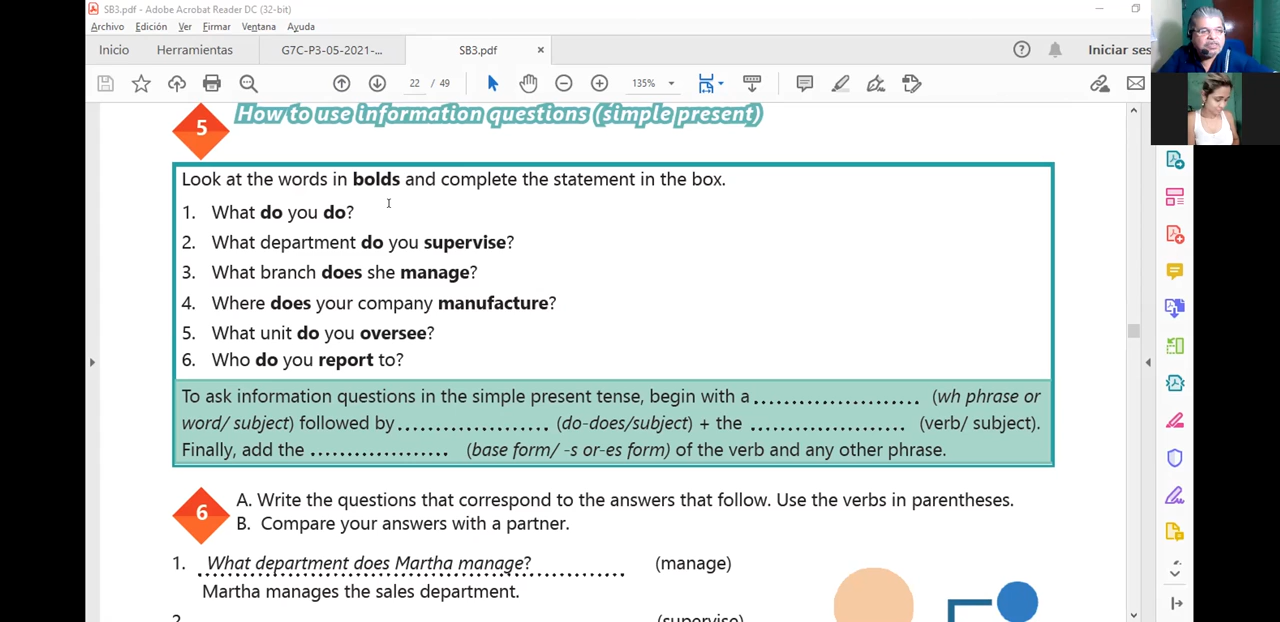 SB3.pdf - Adobe Acrobat Reader DC (32-bit)
Archivo Edición Ver Firmar Ventana Ayuda
Inicio Herramientas G7C-P3-05-2021-... SB3.pdf × Iniciar ses
22 / 49 135%
5 How to use information questions (simple present)
Look at the words in bolds and complete the statement in the box.
1. What do you do?
2. What department do you supervise?
3. What branch does she manage?
4. Where does your company manufacture?
5. What unit do you oversee?
6. Who do you report to?
To ask information questions in the simple present tense, begin with a .................... (wh phrase or
word/ subject) followed by.................... (do-does/subject) + the .................... (verb/ subject).
Finally, add the .................. (base form/ -s or-es form) of the verb and any other phrase.
6 A. Write the questions that correspond to the answers that follow. Use the verbs in parentheses.
B. Compare your answers with a partner.
1. What department does Martha manage? (manage)
Martha manages the sales department.
2. (supervise)